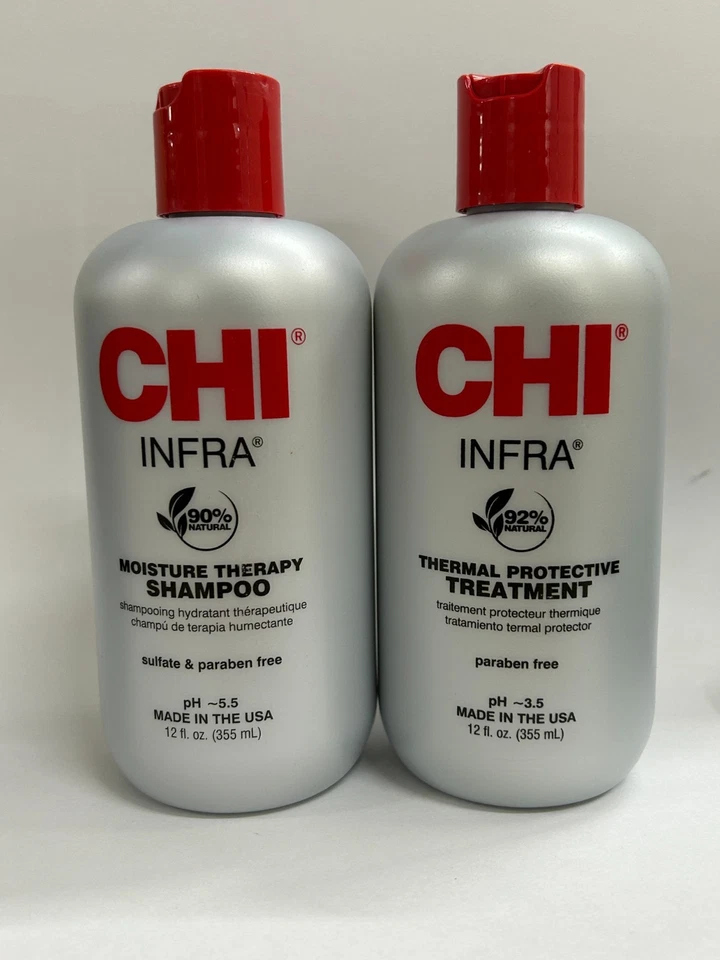 CHI®
INFRA®
90%
NATURAL
MOISTURE THERAPY
SHAMPOO
shampooing hydratant thérapeutique
champú de terapia humectante
sulfate & paraben free
pH ~5.5
MADE IN THE USA
12 fl. oz. (355 mL)
CHI®
INFRA®
92%
NATURAL
THERMAL PROTECTIVE
TREATMENT
traitement protecteur thermique
tratamiento termal protector
paraben free
pH ~3.5
MADE IN THE USA
12 fl. oz. (355 mL)